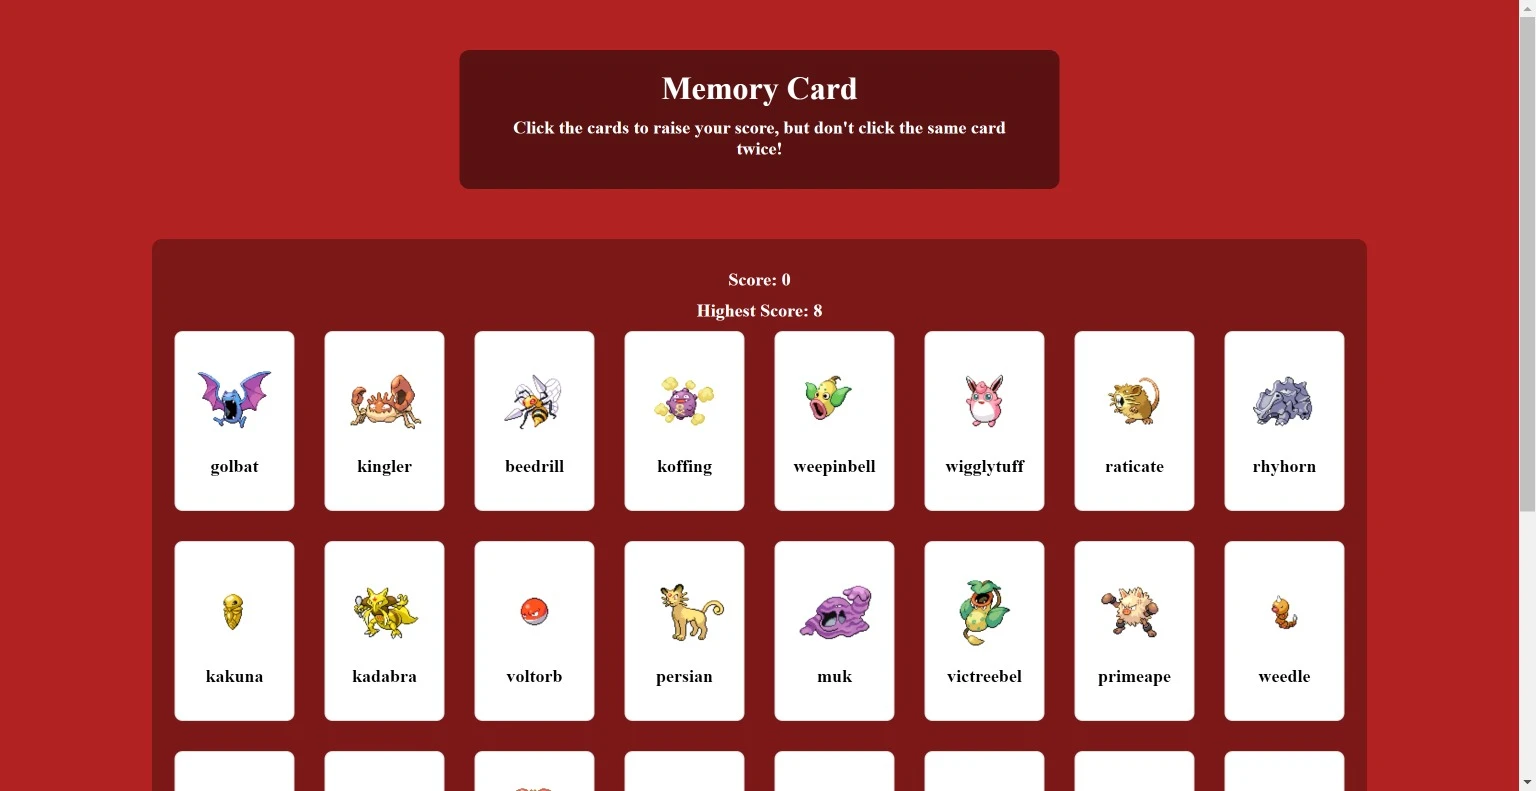 Memory Card
Click the cards to raise your score, but don't click the same card
twice!
Score: 0
Highest Score: 8
golbat
kingler
beedrill
koffing
weepinbell
wigglytuff
raticate
rhyhorn
kakuna
kadabra
voltorb
persian
muk
victreebel
primeape
weedle